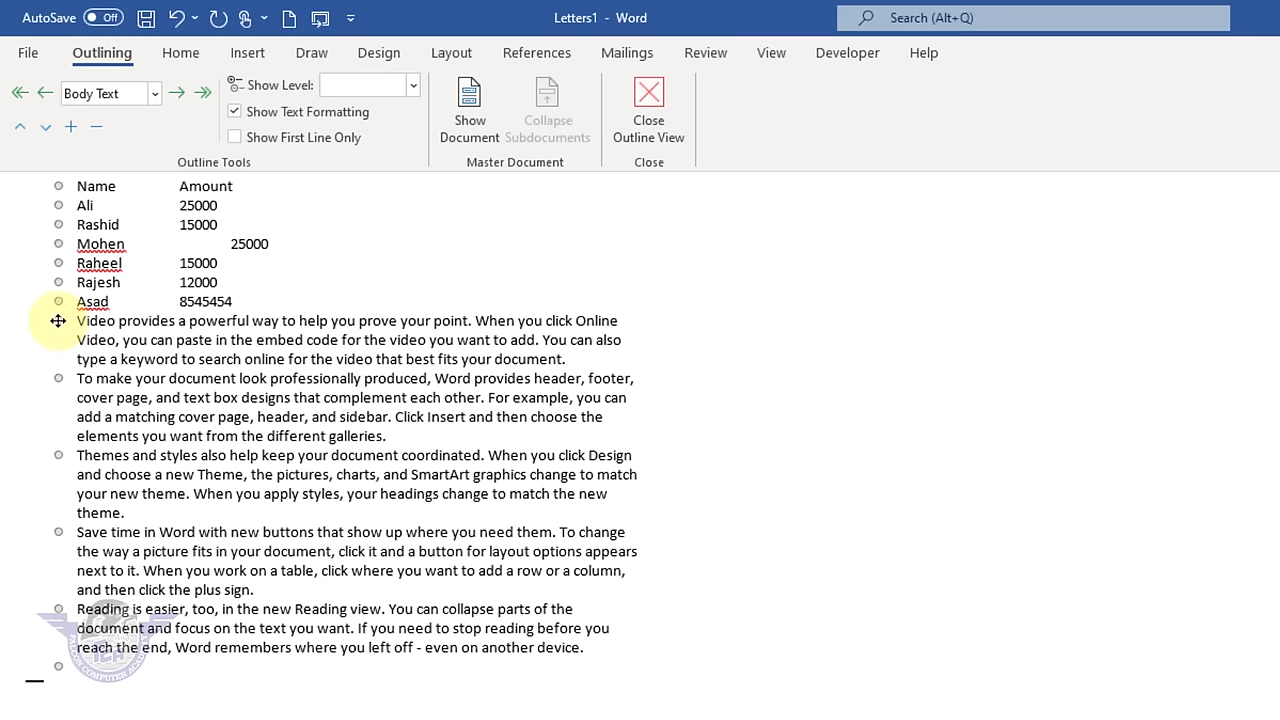 AutoSave Off Letters1 - Word Search (Alt+Q)
File Outlining Home Insert Draw Design Layout References Mailings Review View Developer Help
Body Text
Show Level:
Show Text Formatting
Show First Line Only
Outline Tools
Show Document
Collapse Subdocuments
Master Document
Close Outline View
Close
Name Amount
Ali 25000
Rashid 15000
Mohen 25000
Raheel 15000
Rajesh 12000
Asad 8545454
Video provides a powerful way to help you prove your point. When you click Online
Video, you can paste in the embed code for the video you want to add. You can also
type a keyword to search online for the video that best fits your document.
To make your document look professionally produced, Word provides header, footer,
cover page, and text box designs that complement each other. For example, you can
add a matching cover page, header, and sidebar. Click Insert and then choose the
elements you want from the different galleries.
Themes and styles also help keep your document coordinated. When you click Design
and choose a new Theme, the pictures, charts, and SmartArt graphics change to match
your new theme. When you apply styles, your headings change to match the new
theme.
Save time in Word with new buttons that show up where you need them. To change
the way a picture fits in your document, click it and a button for layout options appears
next to it. When you work on a table, click where you want to add a row or a column,
and then click the plus sign.
Reading is easier, too, in the new Reading view. You can collapse parts of the
document and focus on the text you want. If you need to stop reading before you
reach the end, Word remembers where you left off - even on another device.